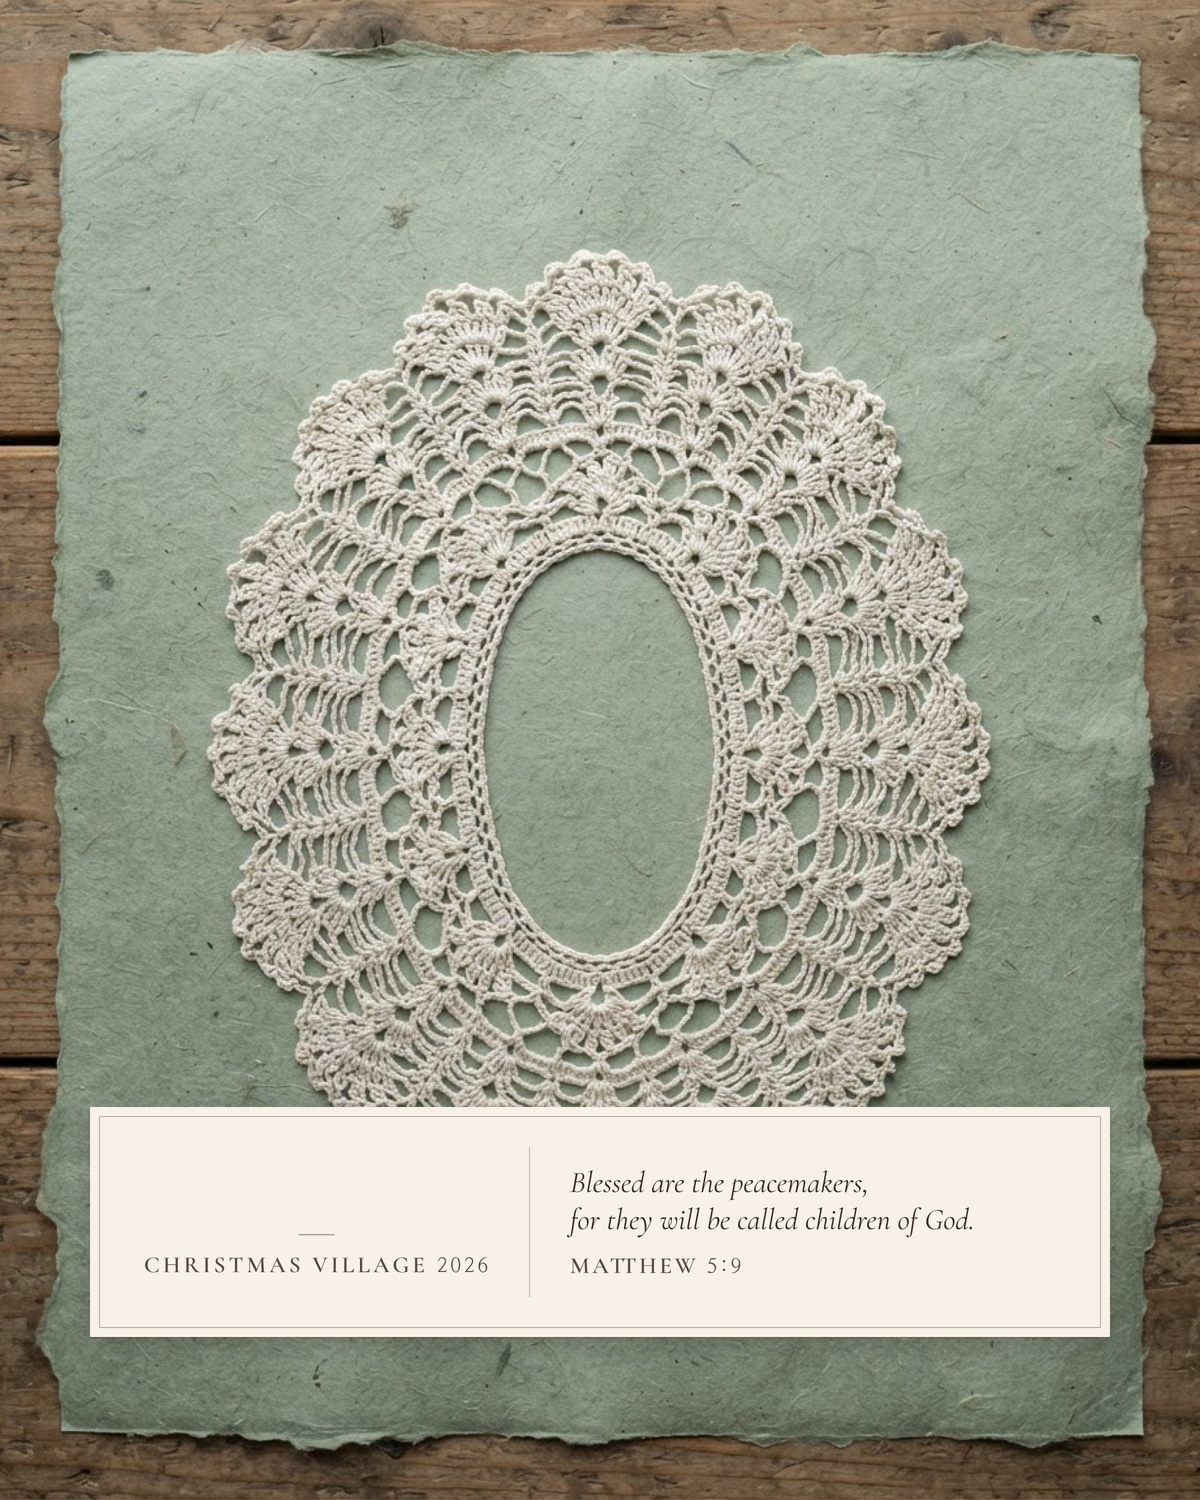 CHRISTMAS VILLAGE 2026
Blessed are the peacemakers,
for they will be called children of God.
MATTHEW 5:9